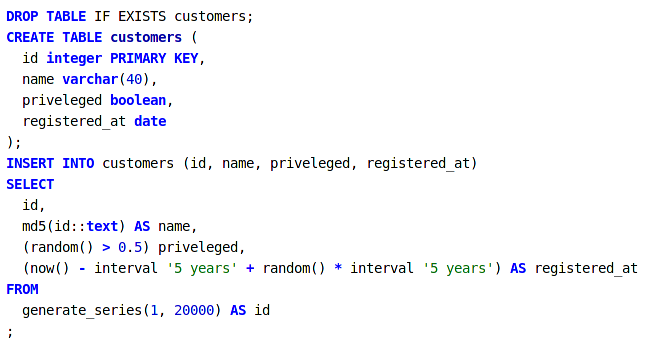 DROP TABLE IF EXISTS customers;
CREATE TABLE customers (
  id integer PRIMARY KEY,
  name varchar(40),
  priveleged boolean,
  registered_at date
);
INSERT INTO customers (id, name, priveleged, registered_at)
SELECT
  id,
  md5(id::text) AS name,
  (random() > 0.5) priveleged,
  (now() - interval '5 years' + random() * interval '5 years') AS registered_at
FROM
  generate_series(1, 20000) AS id
;